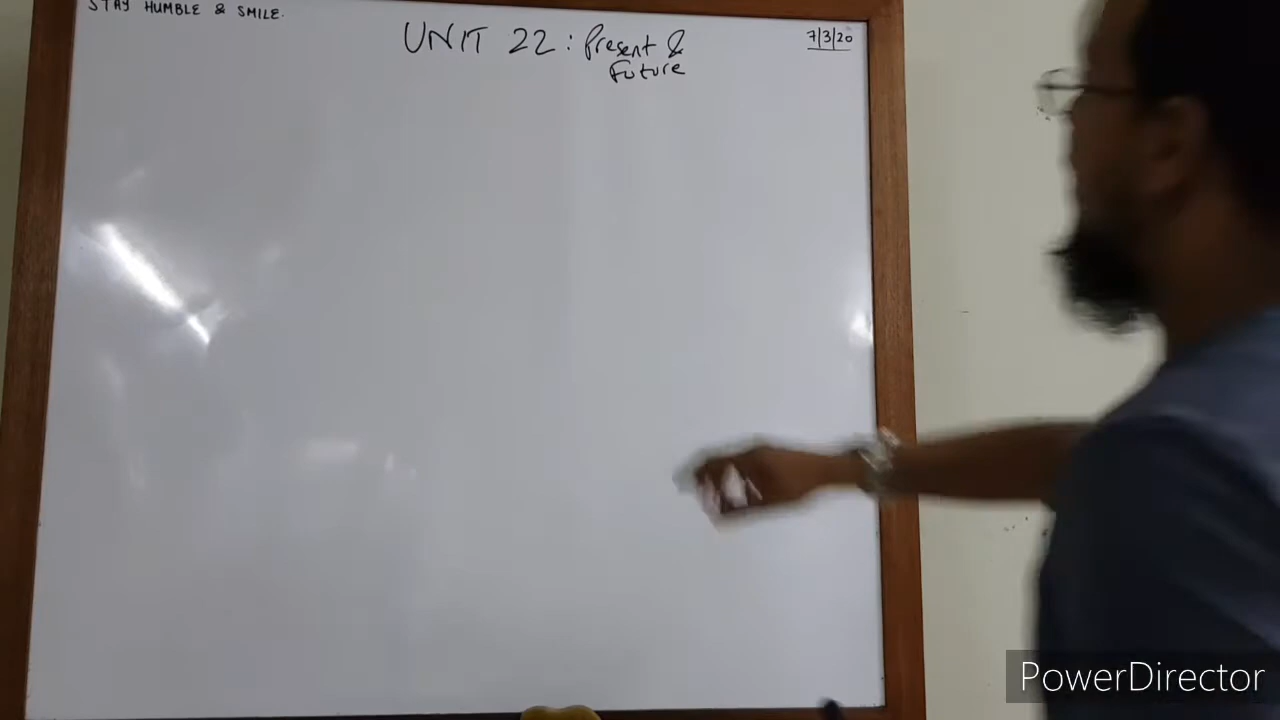 STAY HUMBLE & SMILE.
UNIT 22: Present &
Future
7/3/20
PowerDirector